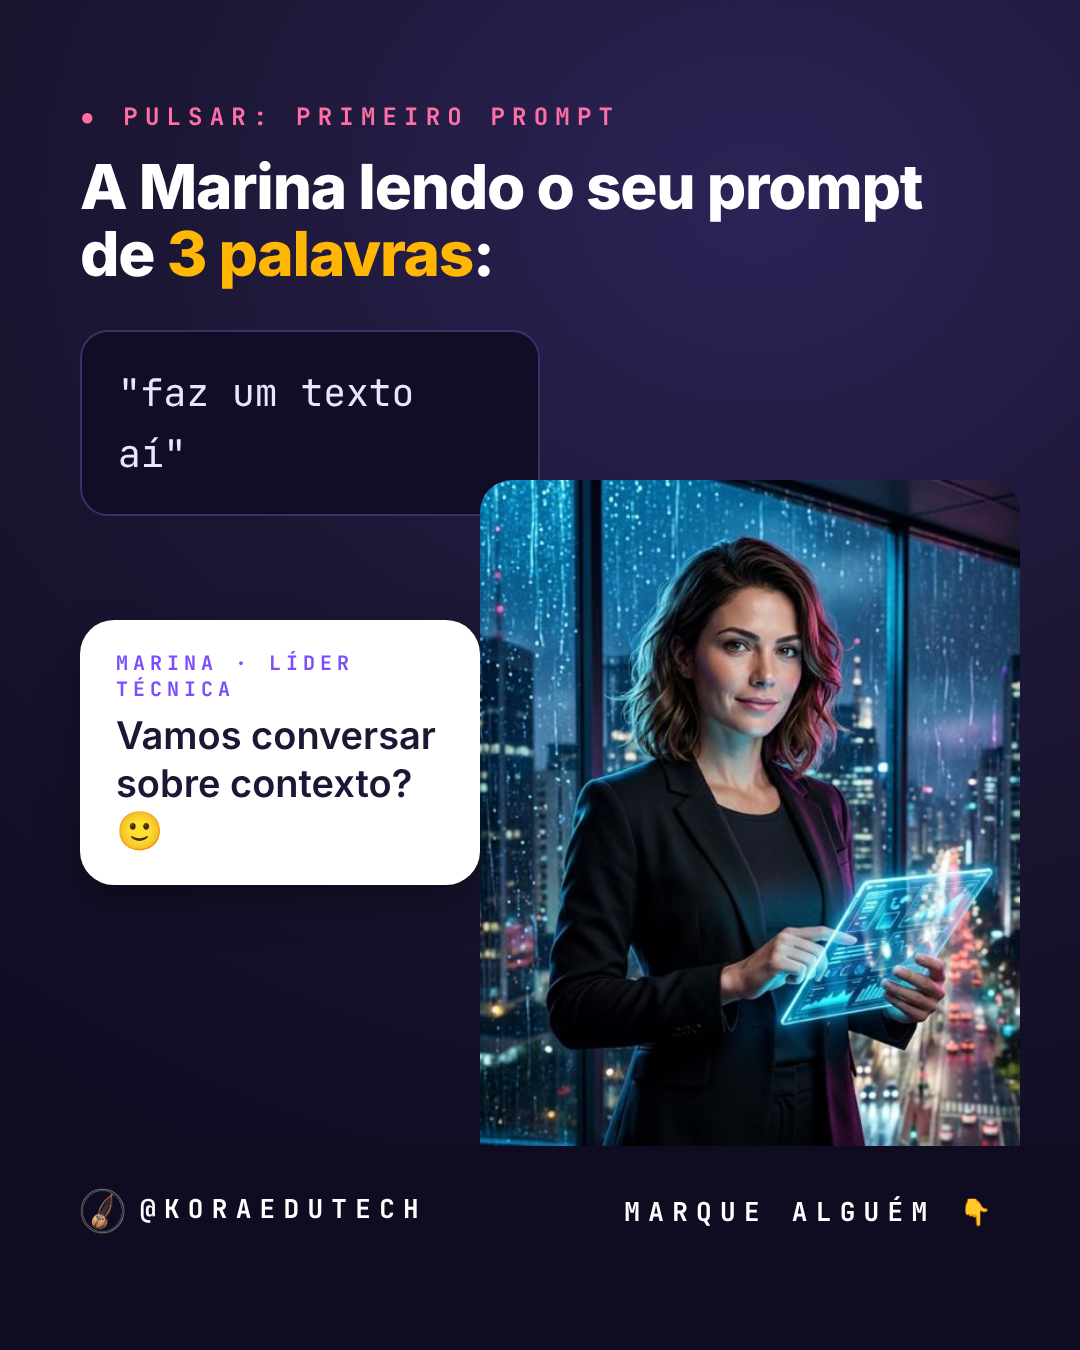 • PULSAR: PRIMEIRO PROMPT
A Marina lendo o seu prompt
de 3 palavras:
"faz um texto
aí"
MARINA · LÍDER
TÉCNICA
Vamos conversar
sobre contexto?
🙂
@KORAEDUTECH
MARQUE ALGUÉM 👇